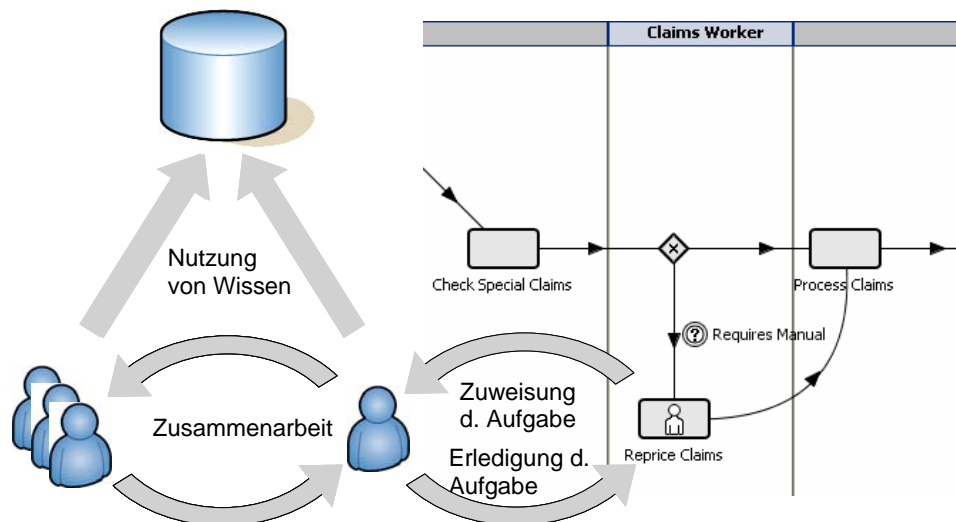 Claims Worker
Nutzung
von Wissen
Check Special Claims
Process Claims
Requires Manual
Zusammenarbeit
Zuweisung
d. Aufgabe
Erledigung d.
Aufgabe
Reprice Claims